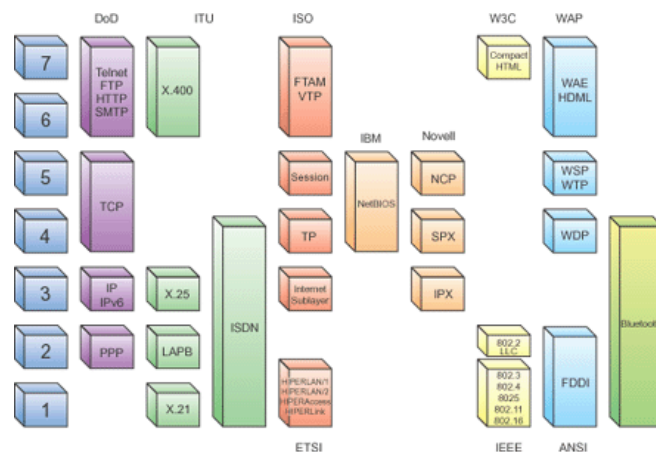 DoD ITU ISO W3C WAP
7
Telnet
FTP
HTTP
SMTP
X.400
FTAM
VTP
Compact
HTML
WAE
HDML
6
IBM Novell
5
TCP
Session
NetBIOS
NCP
WSP
WTP
4
TP
SPX
WDP
3
IP
IPv6
X.25
ISDN
Internet
Sublayer
IPX
Bluetooth
2
PPP
LAPB
802.2
LLC
FDDI
1
X.21
HIPERLAN/1
HIPERLAN/2
HIPERAccess
HIPERLink
802.3
802.4
8025
802.11
802.16
ETSI IEEE ANSI